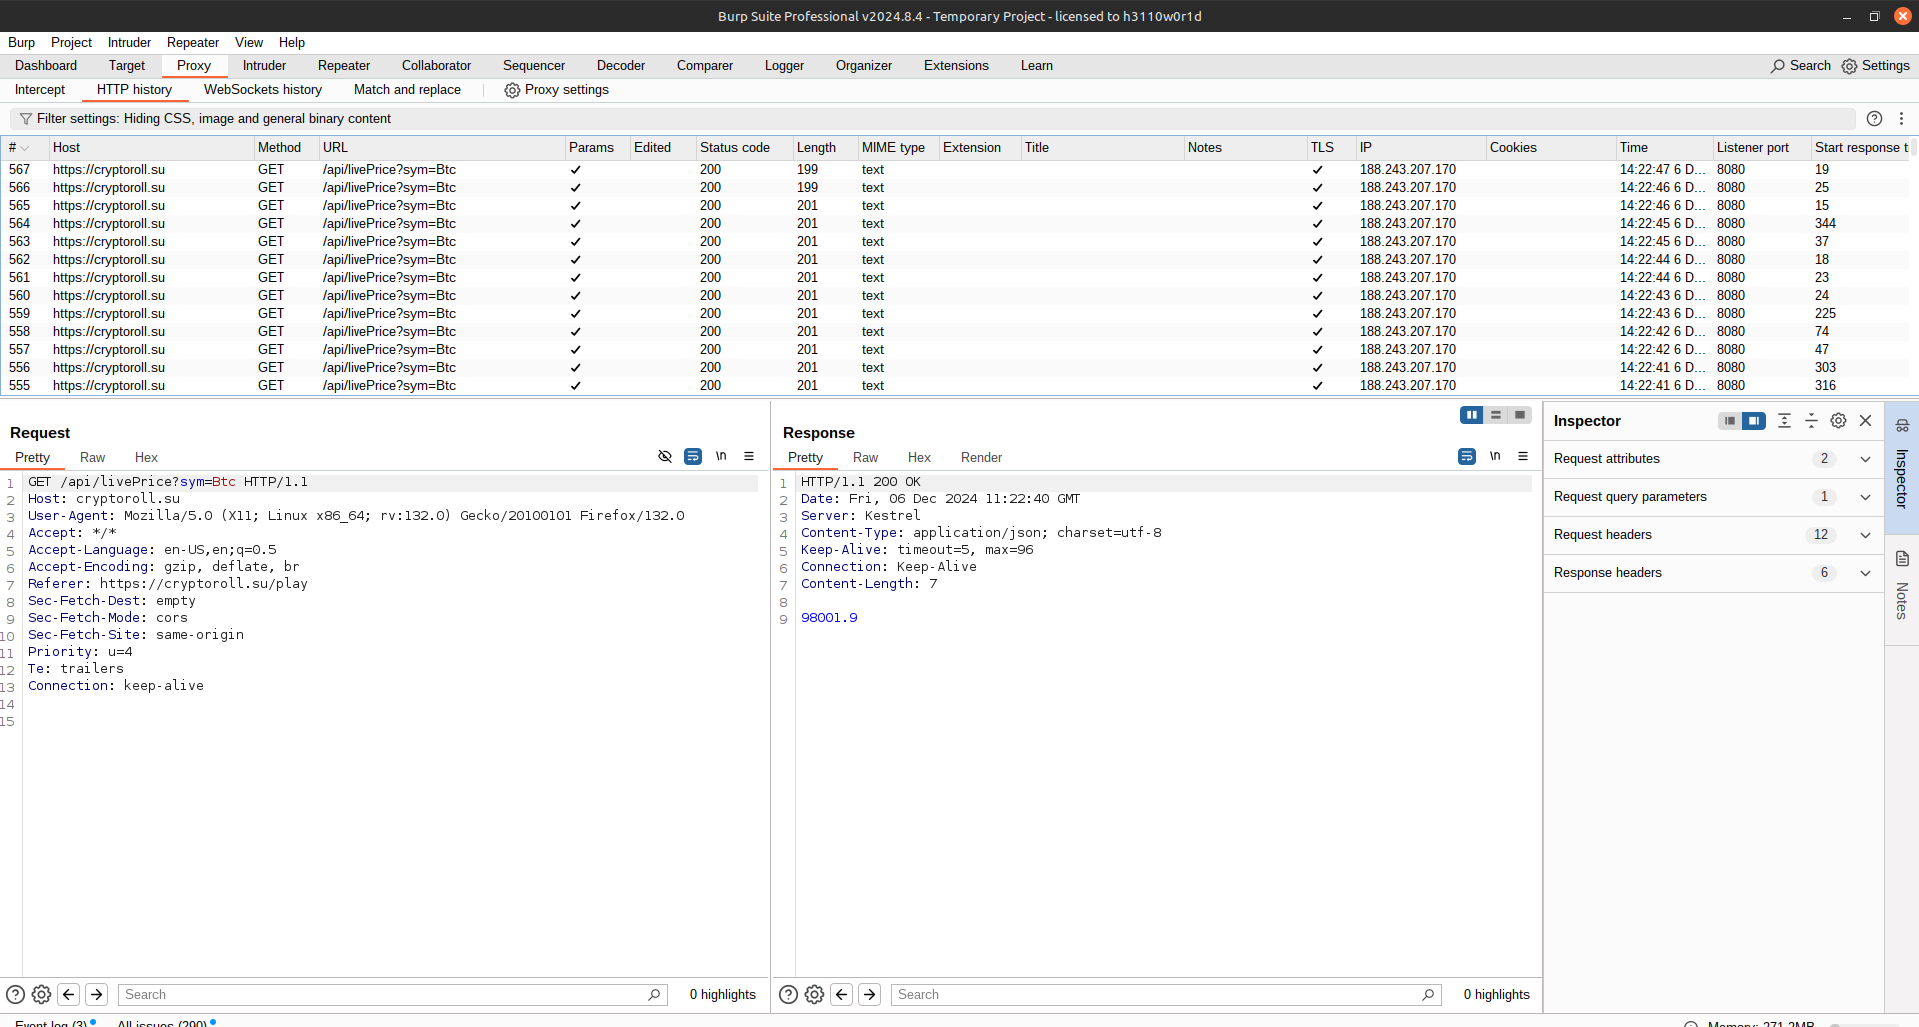 Burp Suite Professional v2024.8.4 - Temporary Project - licensed to h3110w0r1d
Burp Project Intruder Repeater View Help
Dashboard Target Proxy Intruder Repeater Collaborator Sequencer Decoder Comparer Logger Organizer Extensions Learn Search Settings
Intercept HTTP history WebSockets history Match and replace Proxy settings
Filter settings: Hiding CSS, image and general binary content
# Host Method URL Params Edited Status code Length MIME type Extension Title Notes TLS IP Cookies Time Listener port Start response t
567 https://cryptoroll.su GET /api/livePrice?sym=Btc ✓ 200 199 text ✓ 188.243.207.170 14:22:47 6 D... 8080 19
566 https://cryptoroll.su GET /api/livePrice?sym=Btc ✓ 200 199 text ✓ 188.243.207.170 14:22:46 6 D... 8080 25
565 https://cryptoroll.su GET /api/livePrice?sym=Btc ✓ 200 201 text ✓ 188.243.207.170 14:22:46 6 D... 8080 15
564 https://cryptoroll.su GET /api/livePrice?sym=Btc ✓ 200 201 text ✓ 188.243.207.170 14:22:45 6 D... 8080 344
563 https://cryptoroll.su GET /api/livePrice?sym=Btc ✓ 200 201 text ✓ 188.243.207.170 14:22:45 6 D... 8080 37
562 https://cryptoroll.su GET /api/livePrice?sym=Btc ✓ 200 201 text ✓ 188.243.207.170 14:22:44 6 D... 8080 18
561 https://cryptoroll.su GET /api/livePrice?sym=Btc ✓ 200 201 text ✓ 188.243.207.170 14:22:44 6 D... 8080 23
560 https://cryptoroll.su GET /api/livePrice?sym=Btc ✓ 200 201 text ✓ 188.243.207.170 14:22:43 6 D... 8080 24
559 https://cryptoroll.su GET /api/livePrice?sym=Btc ✓ 200 201 text ✓ 188.243.207.170 14:22:43 6 D... 8080 225
558 https://cryptoroll.su GET /api/livePrice?sym=Btc ✓ 200 201 text ✓ 188.243.207.170 14:22:42 6 D... 8080 74
557 https://cryptoroll.su GET /api/livePrice?sym=Btc ✓ 200 201 text ✓ 188.243.207.170 14:22:42 6 D... 8080 47
556 https://cryptoroll.su GET /api/livePrice?sym=Btc ✓ 200 201 text ✓ 188.243.207.170 14:22:41 6 D... 8080 303
555 https://cryptoroll.su GET /api/livePrice?sym=Btc ✓ 200 201 text ✓ 188.243.207.170 14:22:41 6 D... 8080 316
Request
Pretty Raw Hex \n
1 GET /api/livePrice?sym=Btc HTTP/1.1
2 Host: cryptoroll.su
3 User-Agent: Mozilla/5.0 (X11; Linux x86_64; rv:132.0) Gecko/20100101 Firefox/132.0
4 Accept: */*
5 Accept-Language: en-US,en;q=0.5
6 Accept-Encoding: gzip, deflate, br
7 Referer: https://cryptoroll.su/play
8 Sec-Fetch-Dest: empty
9 Sec-Fetch-Mode: cors
10 Sec-Fetch-Site: same-origin
11 Priority: u=4
12 Te: trailers
13 Connection: keep-alive
14
15
Search 0 highlights
Response
Pretty Raw Hex Render \n
1 HTTP/1.1 200 OK
2 Date: Fri, 06 Dec 2024 11:22:40 GMT
3 Server: Kestrel
4 Content-Type: application/json; charset=utf-8
5 Keep-Alive: timeout=5, max=96
6 Connection: Keep-Alive
7 Content-Length: 7
8
9 98001.9
Search 0 highlights
Inspector
Request attributes 2
Request query parameters 1
Request headers 12
Response headers 6
Inspector
Notes
Event log (3) All issues (290) Memory: 271.2MB